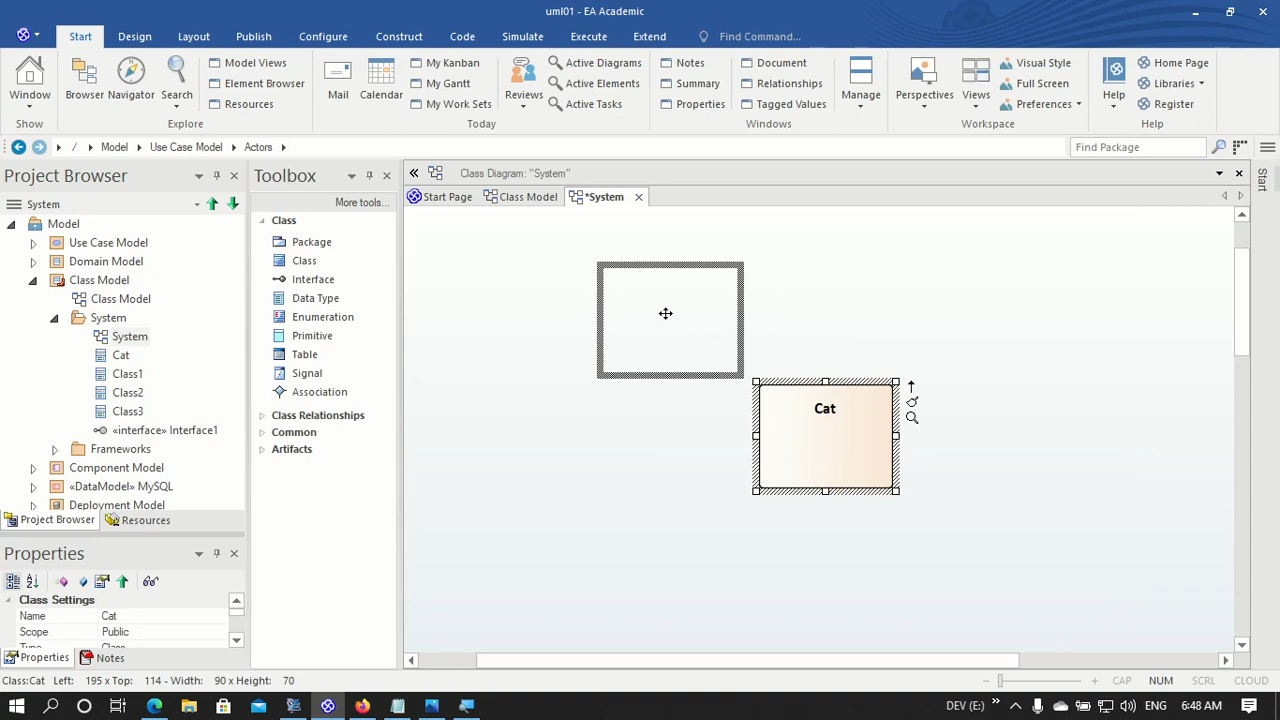 uml01 - EA Academic
Start Design Layout Publish Configure Construct Code Simulate Execute Extend Find Command...
Window
Show
Browser Navigator Search
Model Views
Element Browser
Resources
Explore
Mail Calendar
My Kanban
My Gantt
My Work Sets
Reviews
Active Diagrams
Active Elements
Active Tasks
Today
Notes
Summary
Properties
Document
Relationships
Tagged Values
Manage
Windows
Perspectives Views
Visual Style
Full Screen
Preferences
Workspace
Help
Home Page
Libraries
Register
Help
/ Model Use Case Model Actors
Find Package
Project Browser
System
Model
Use Case Model
Domain Model
Class Model
Class Model
System
System
Cat
Class1
Class2
Class3
«interface» Interface1
Frameworks
Component Model
«DataModel» MySQL
Deployment Model
Project Browser Resources
Properties
Class Settings
Name Cat
Scope Public
Type Class
Properties Notes
Toolbox
More tools...
Class
Package
Class
Interface
Data Type
Enumeration
Primitive
Table
Signal
Association
Class Relationships
Common
Artifacts
Class Diagram: "System"
Start Page Class Model *System
Cat
Start
Class:Cat Left: 195 x Top: 114 - Width: 90 x Height: 70
CAP NUM SCRL CLOUD
DEV (E:) 6:48 AM